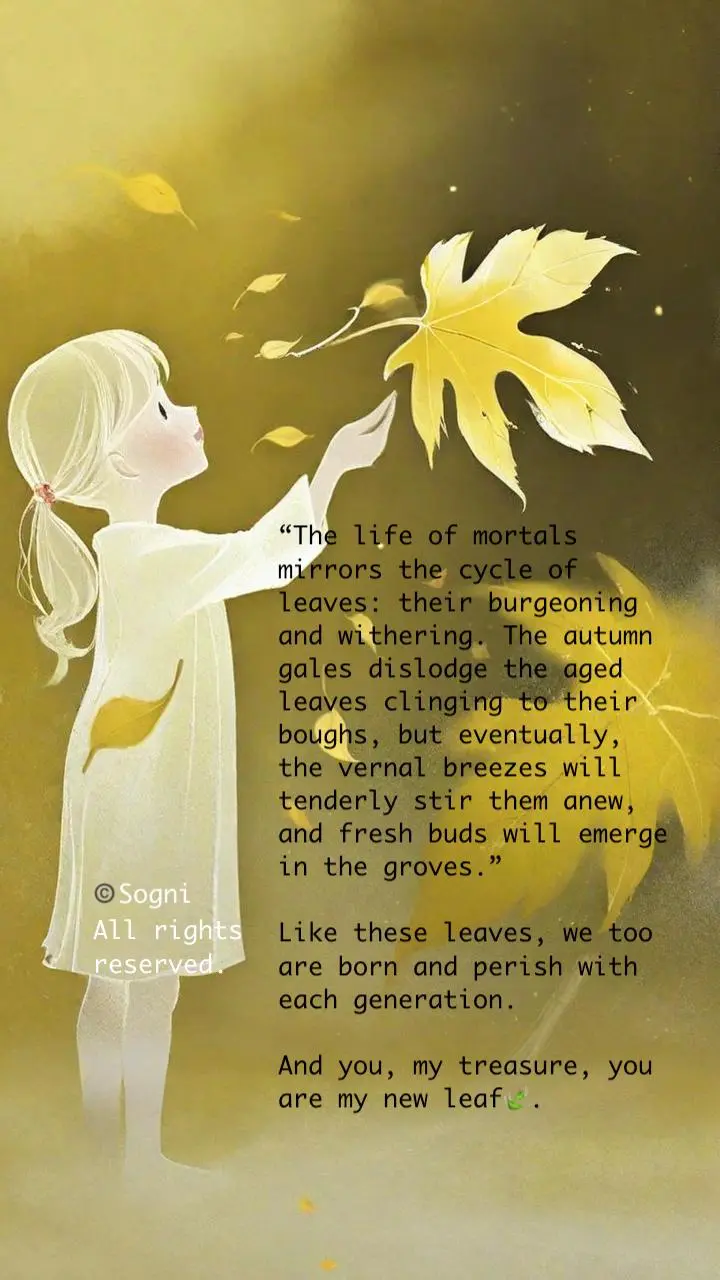 “The life of mortals
mirrors the cycle of
leaves: their burgeoning
and withering. The autumn
gales dislodge the aged
leaves clinging to their
boughs, but eventually,
the vernal breezes will
tenderly stir them anew,
and fresh buds will emerge
in the groves.”
Like these leaves, we too
are born and perish with
each generation.
And you, my treasure, you
are my new leaf🌿.
©Sogni
All rights
reserved.